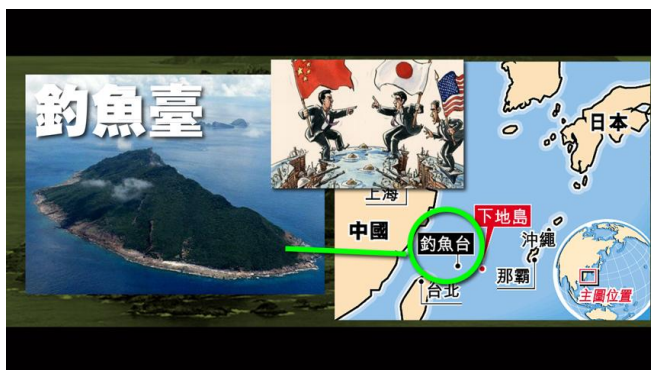 釣魚臺
日本
上海
中國
下地島
釣魚台
沖繩
那霸
台北
主圖位置